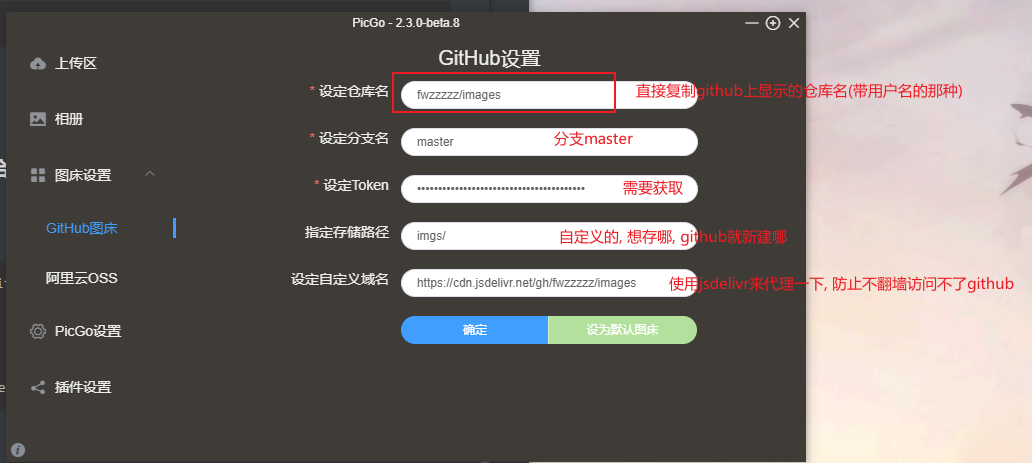 PicGo - 2.3.0-beta.8
上传区
相册
图床设置
GitHub图床
阿里云OSS
PicGo设置
插件设置
GitHub设置
* 设定仓库名 fwzzzzz/images 直接复制github上显示的仓库名(带用户名的那种)
* 设定分支名 master 分支master
* 设定Token 需要获取
指定存储路径 imgs/ 自定义的, 想存哪, github就新建哪
设定自定义域名 https://cdn.jsdelivr.net/gh/fwzzzzz/images 使用jsdelivr来代理一下, 防止不翻墙访问不了github
确定 设为默认图床